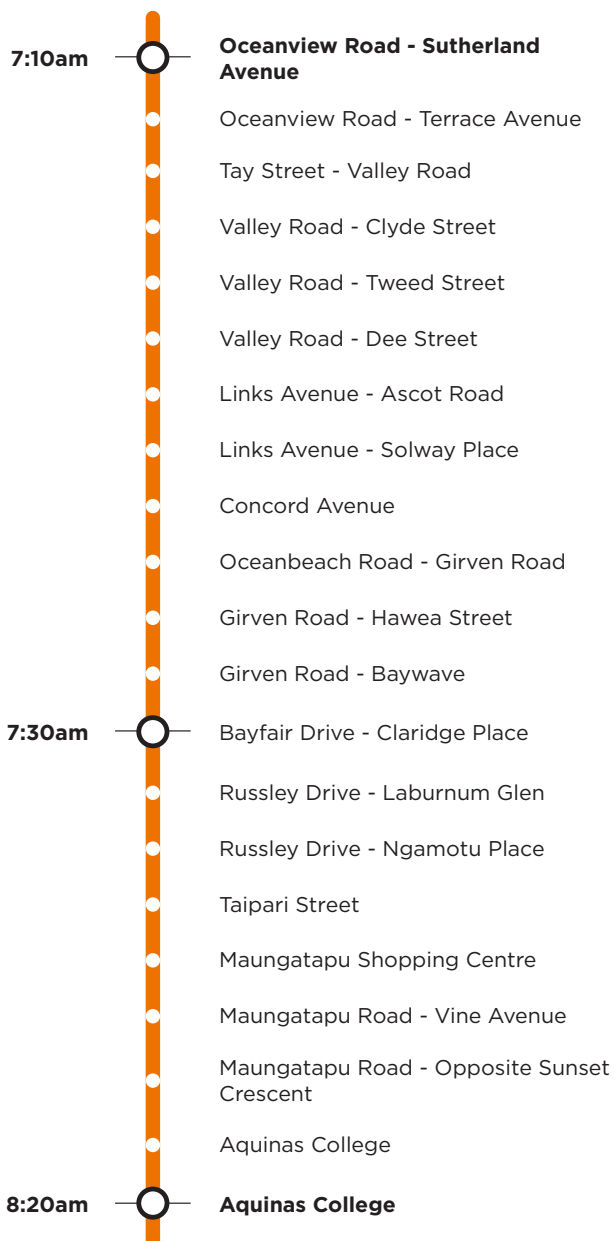 7:10am Oceanview Road - Sutherland
Avenue
Oceanview Road - Terrace Avenue
Tay Street - Valley Road
Valley Road - Clyde Street
Valley Road - Tweed Street
Valley Road - Dee Street
Links Avenue - Ascot Road
Links Avenue - Solway Place
Concord Avenue
Oceanbeach Road - Girven Road
Girven Road - Hawea Street
Girven Road - Baywave
7:30am Bayfair Drive - Claridge Place
Russley Drive - Laburnum Glen
Russley Drive - Ngamotu Place
Taipari Street
Maungatapu Shopping Centre
Maungatapu Road - Vine Avenue
Maungatapu Road - Opposite Sunset
Crescent
Aquinas College
8:20am Aquinas College